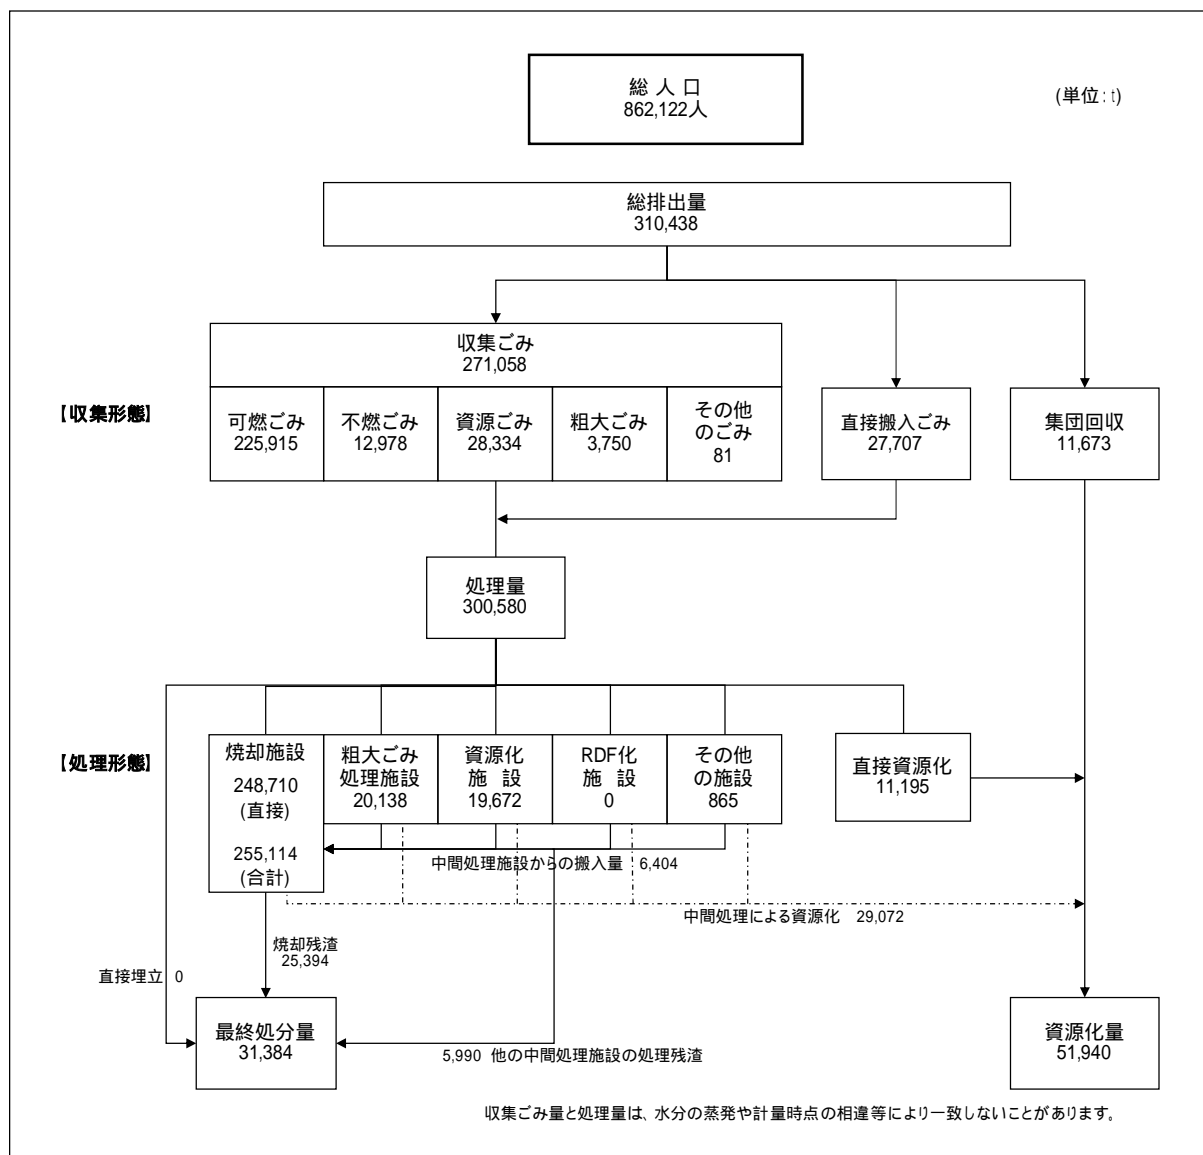 総 人 口
862,122人
(単位:t)
総排出量
310,438
収集ごみ
271,058
【収集形態】
可燃ごみ
225,915
不燃ごみ
12,978
資源ごみ
28,334
粗大ごみ
3,750
その他
のごみ
81
直接搬入ごみ
27,707
集団回収
11,673
処理量
300,580
【処理形態】
焼却施設
248,710
(直接)
255,114
(合計)
粗大ごみ
処理施設
20,138
資源化
施 設
19,672
RDF化
施 設
0
その他
の施設
865
直接資源化
11,195
中間処理施設からの搬入量 6,404
中間処理による資源化 29,072
焼却残渣
25,394
直接埋立 0
最終処分量
31,384
5,990 他の中間処理施設の処理残渣
資源化量
51,940
収集ごみ量と処理量は、水分の蒸発や計量時点の相違等により一致しないことがあります。